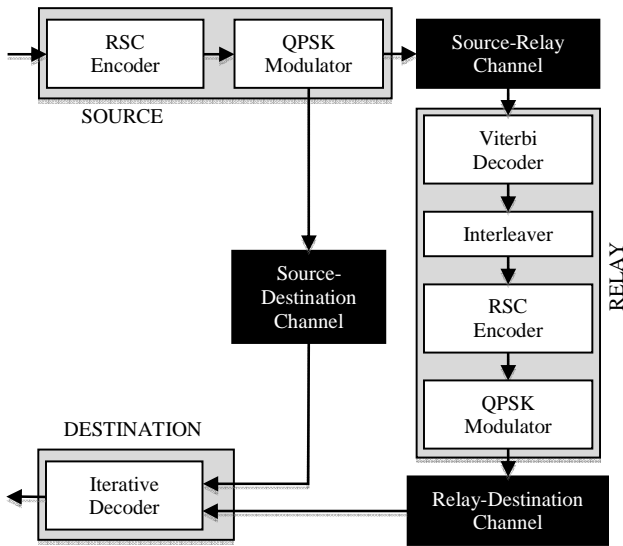 RSC
Encoder
QPSK
Modulator
SOURCE
Source-Relay
Channel
Viterbi
Decoder
Interleaver
RSC
Encoder
QPSK
Modulator
RELAY
Source-
Destination
Channel
DESTINATION
Iterative
Decoder
Relay-Destination
Channel